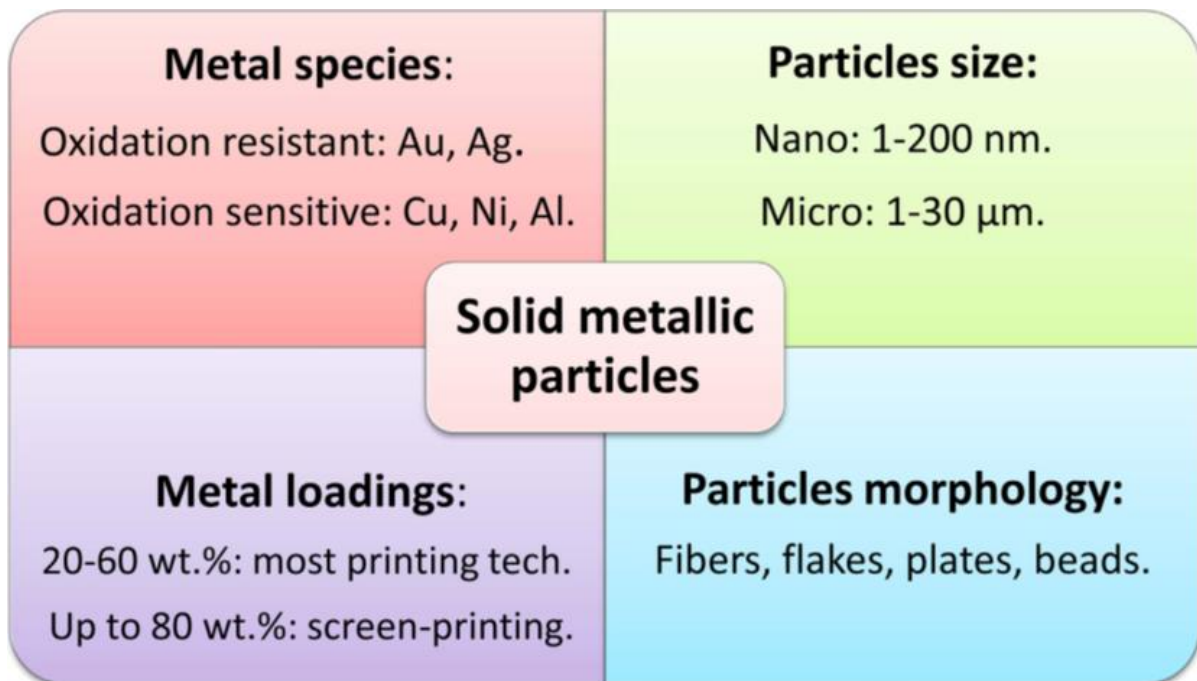 Metal species:
Oxidation resistant: Au, Ag.
Oxidation sensitive: Cu, Ni, Al.
Particles size:
Nano: 1-200 nm.
Micro: 1-30 µm.
Solid metallic
particles
Metal loadings:
20-60 wt.%: most printing tech.
Up to 80 wt.%: screen-printing.
Particles morphology:
Fibers, flakes, plates, beads.